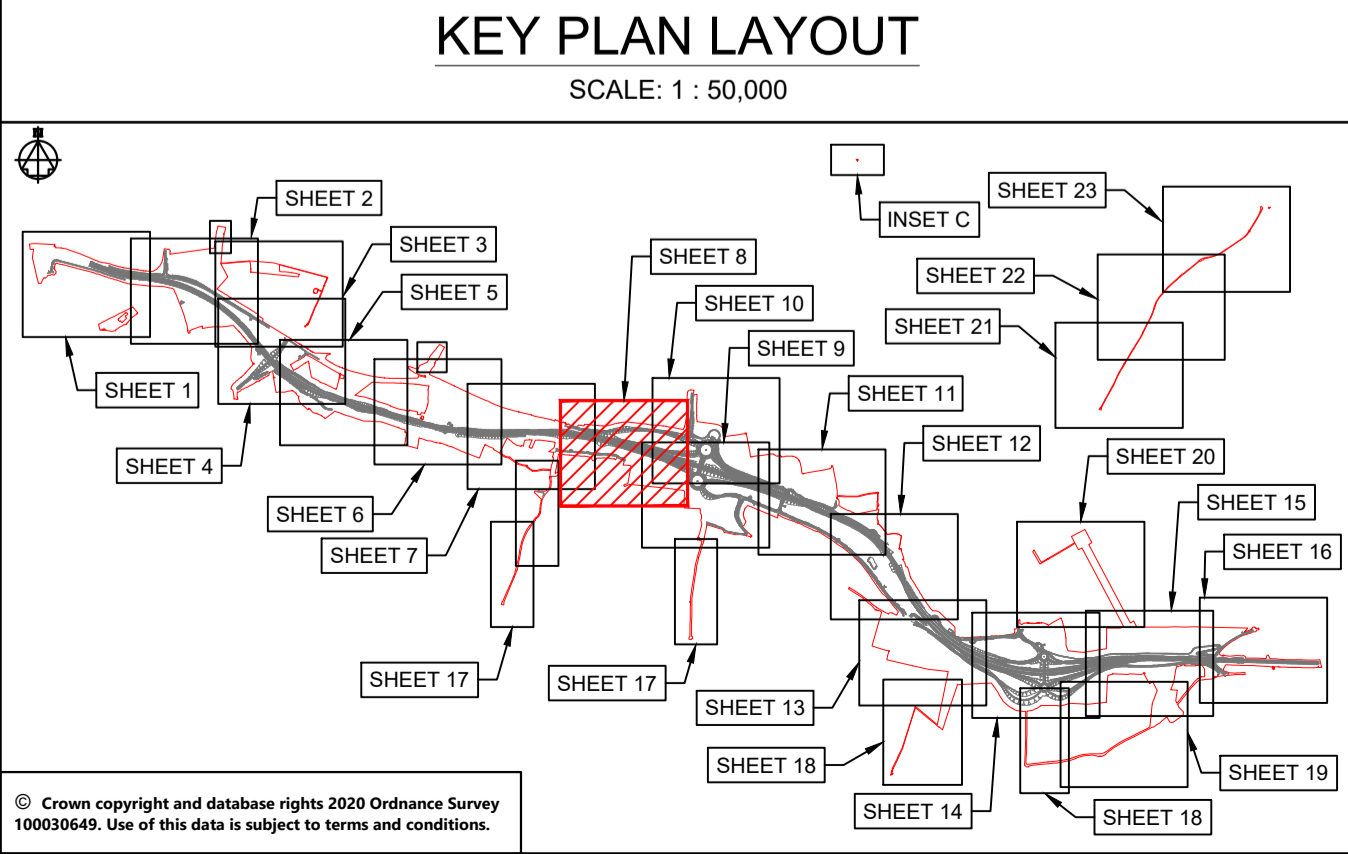 KEY PLAN LAYOUT
SCALE: 1 : 50,000
SHEET 2
SHEET 23
INSET C
SHEET 3
SHEET 8
SHEET 22
SHEET 5
SHEET 10
SHEET 21
SHEET 9
SHEET 1
SHEET 11
SHEET 12
SHEET 4
SHEET 20
SHEET 15
SHEET 6
SHEET 7
SHEET 16
SHEET 17
SHEET 17
SHEET 13
SHEET 18
SHEET 19
SHEET 14
SHEET 18
© Crown copyright and database rights 2020 Ordnance Survey
100030649. Use of this data is subject to terms and conditions.